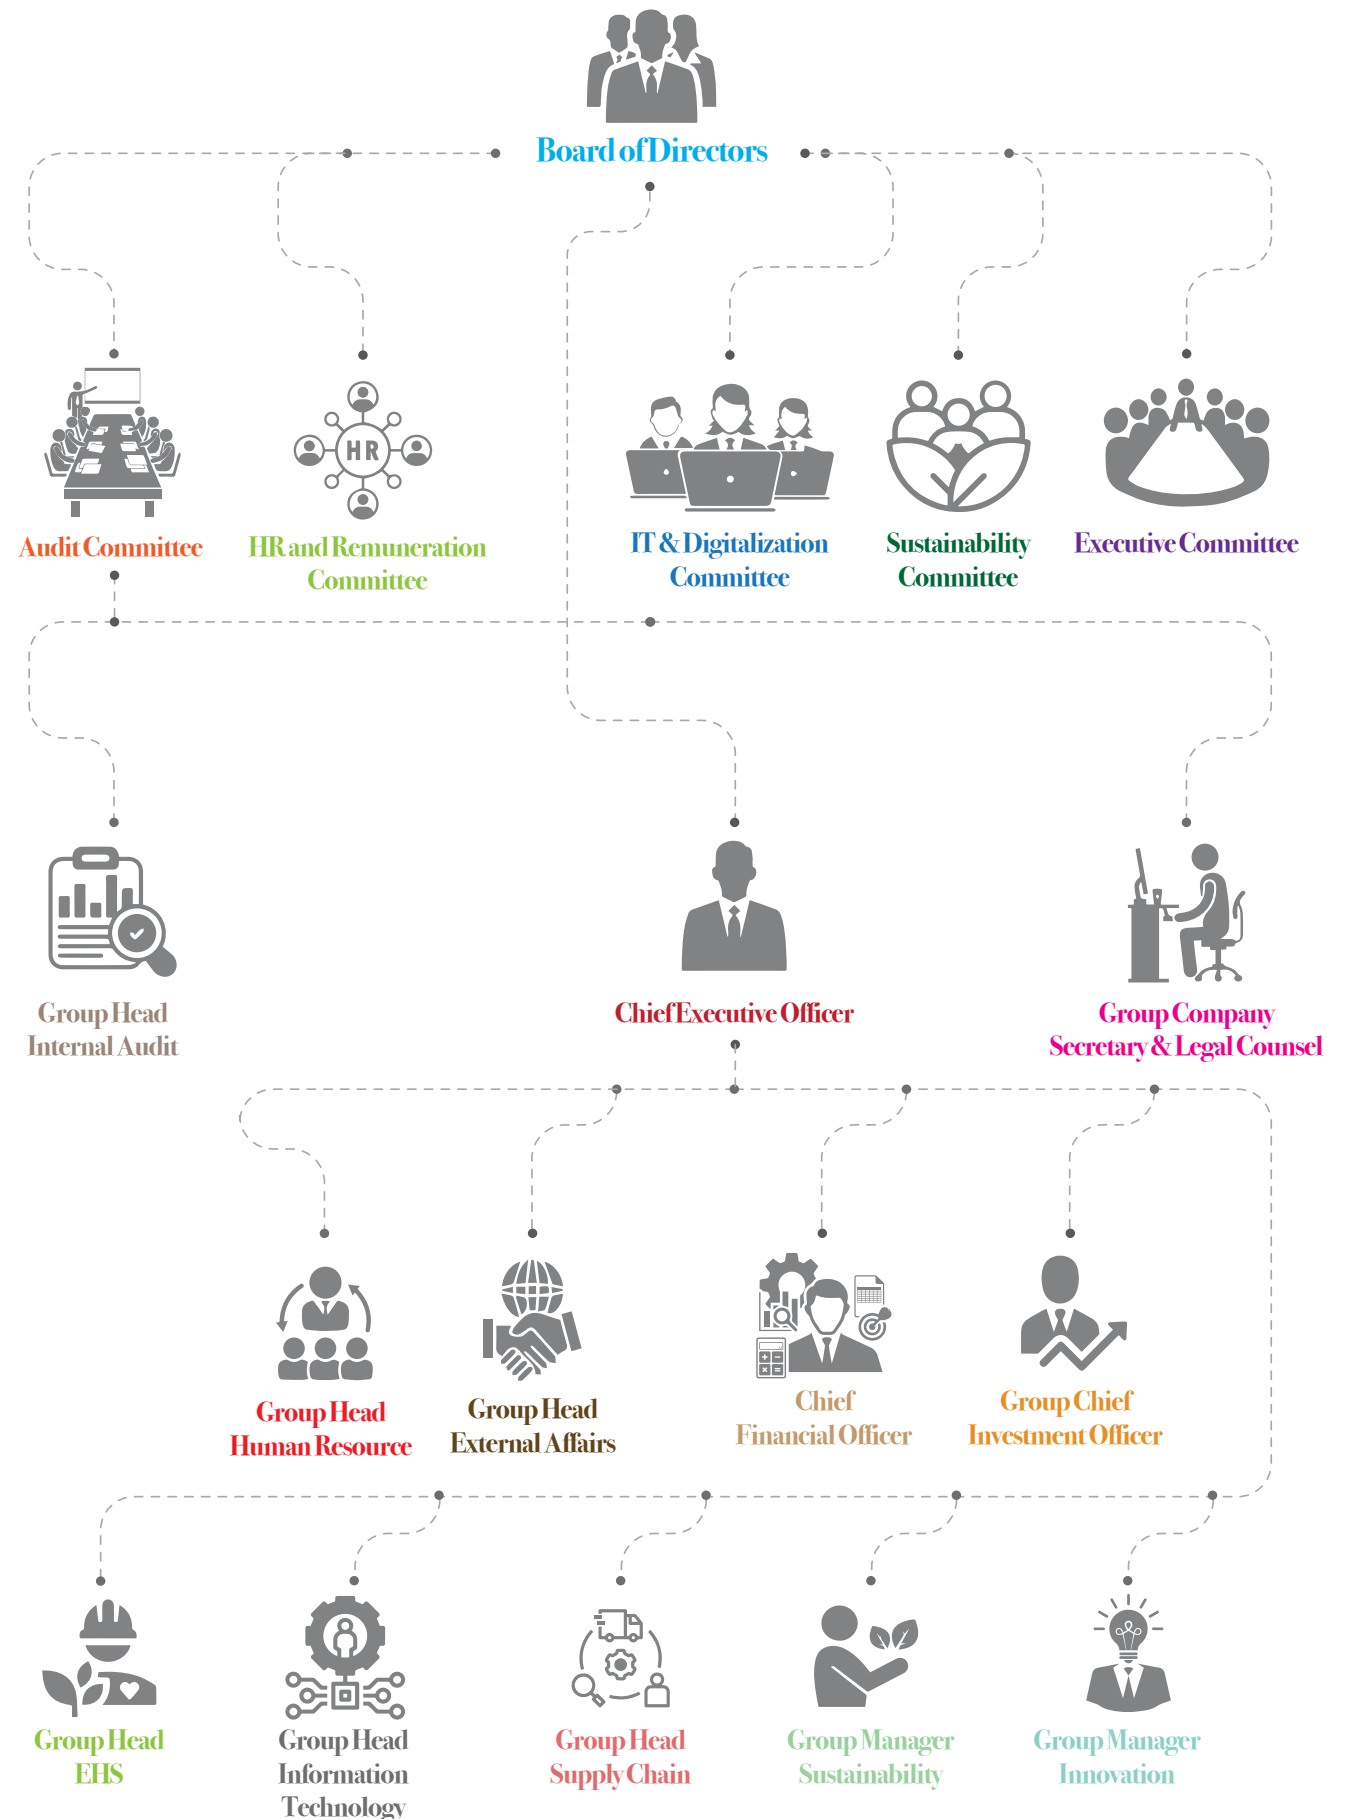 Board of Directors
Audit Committee
HR
HR and Remuneration
Committee
IT & Digitalization
Committee
Sustainability
Committee
Executive Committee
Group Head
Internal Audit
Chief Executive Officer
Group Company
Secretary & Legal Counsel
Group Head
Human Resource
Group Head
External Affairs
Chief
Financial Officer
Group Chief
Investment Officer
Group Head
EHS
Group Head
Information
Technology
Group Head
Supply Chain
Group Manager
Sustainability
Group Manager
Innovation